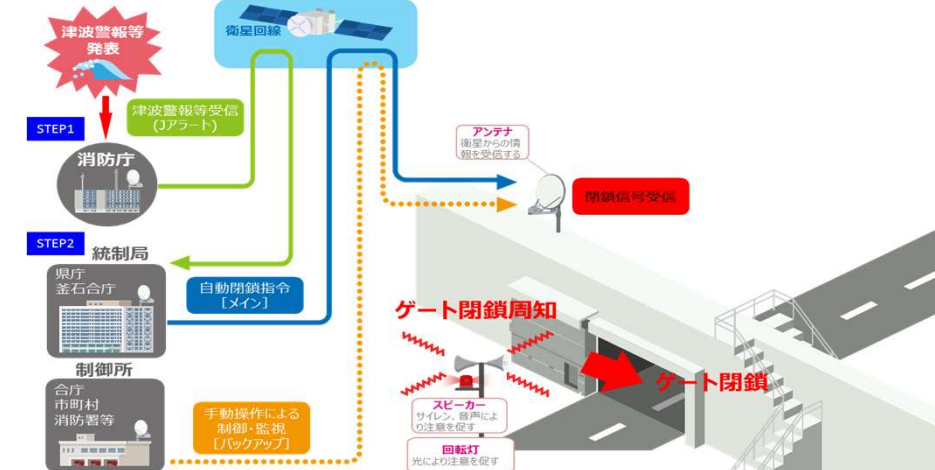 津波警報等
発表
衛星回線
津波警報等受信
(Jアラート)
STEP1
消防庁
アンテナ
衛星からの情
報を受信する
閉鎖信号受信
STEP2
統制局
県庁
釜石合庁
自動閉鎖指令
[メイン]
ゲート閉鎖周知
ゲート閉鎖
制御所
合庁
市町村
消防署等
手動操作による
制御・監視
[バックアップ]
スピーカー
サイレン、音声によ
り注意を促す
回転灯
光により注意を促す